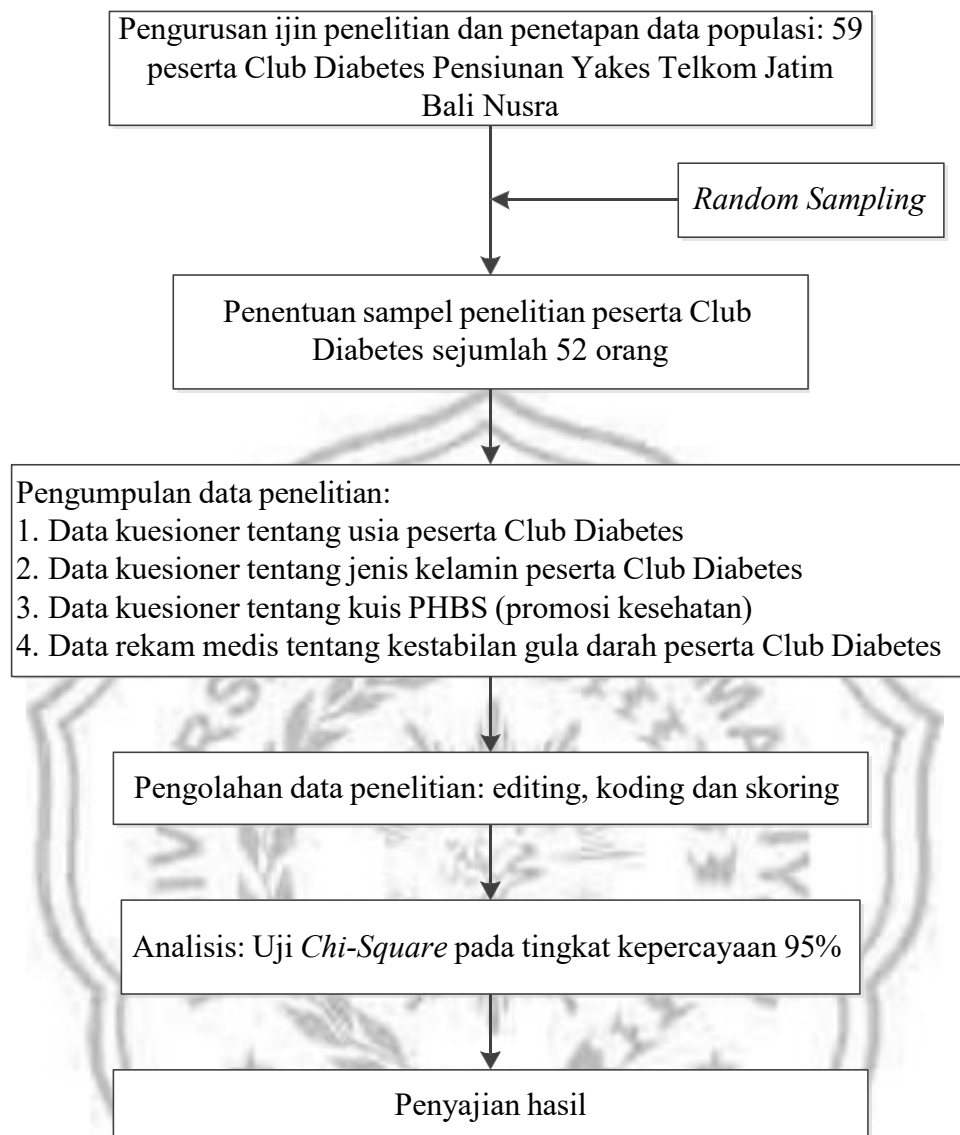 Pengurusan ijin penelitian dan penetapan data populasi: 59
peserta Club Diabetes Pensiunan Yakes Telkom Jatim
Bali Nusra
Random Sampling
Penentuan sampel penelitian peserta Club
Diabetes sejumlah 52 orang
Pengumpulan data penelitian:
1. Data kuesioner tentang usia peserta Club Diabetes
2. Data kuesioner tentang jenis kelamin peserta Club Diabetes
3. Data kuesioner tentang kuis PHBS (promosi kesehatan)
4. Data rekam medis tentang kestabilan gula darah peserta Club Diabetes
Pengolahan data penelitian: editing, koding dan skoring
Analisis: Uji Chi-Square pada tingkat kepercayaan 95%
Penyajian hasil